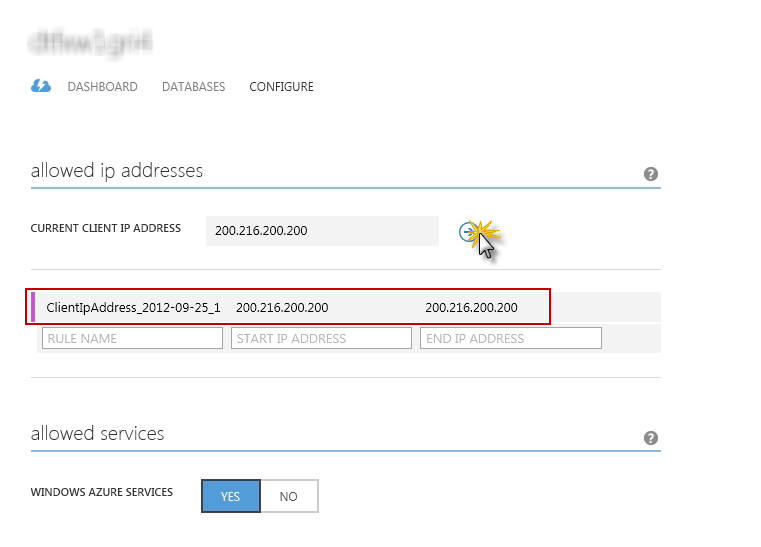 DASHBOARD DATABASES CONFIGURE
allowed ip addresses
?
CURRENT CLIENT IP ADDRESS 200.216.200.200
ClientIpAddress_2012-09-25_1 200.216.200.200 200.216.200.200
RULE NAME START IP ADDRESS END IP ADDRESS
allowed services
?
WINDOWS AZURE SERVICES YES NO